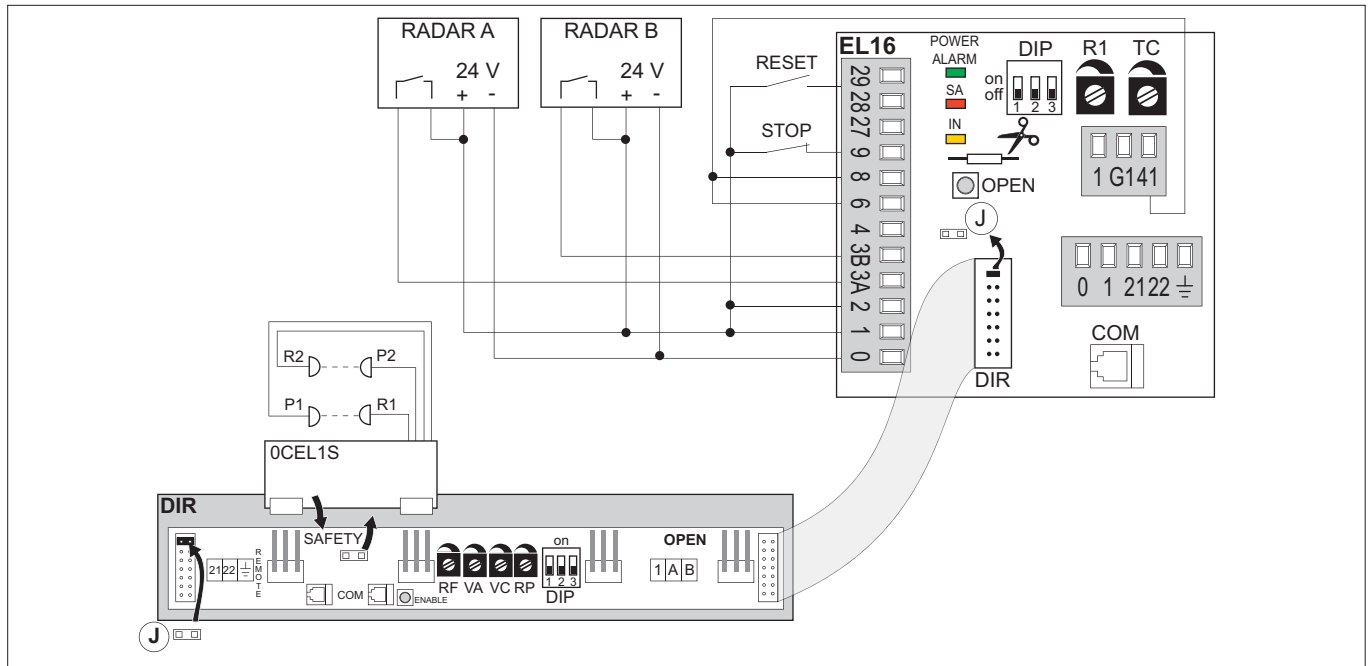 RADAR A
24 V
+ -
RADAR B
24 V
+ -
RESET
STOP
EL16
29
28
27
9
8
6
4
3B
3A
2
1
0
POWER
ALARM
SA
IN
DIP
on
off
1 2 3
R1
TC
OPEN
J
1 G1 41
0 1 21 22
COM
DIR
R2 P2
P1 R1
0CEL1S
DIR
SAFETY
21 22
REMOTE
COM
ENABLE
RF VA VC RP
on
1 2 3
DIP
OPEN
1 A B
J